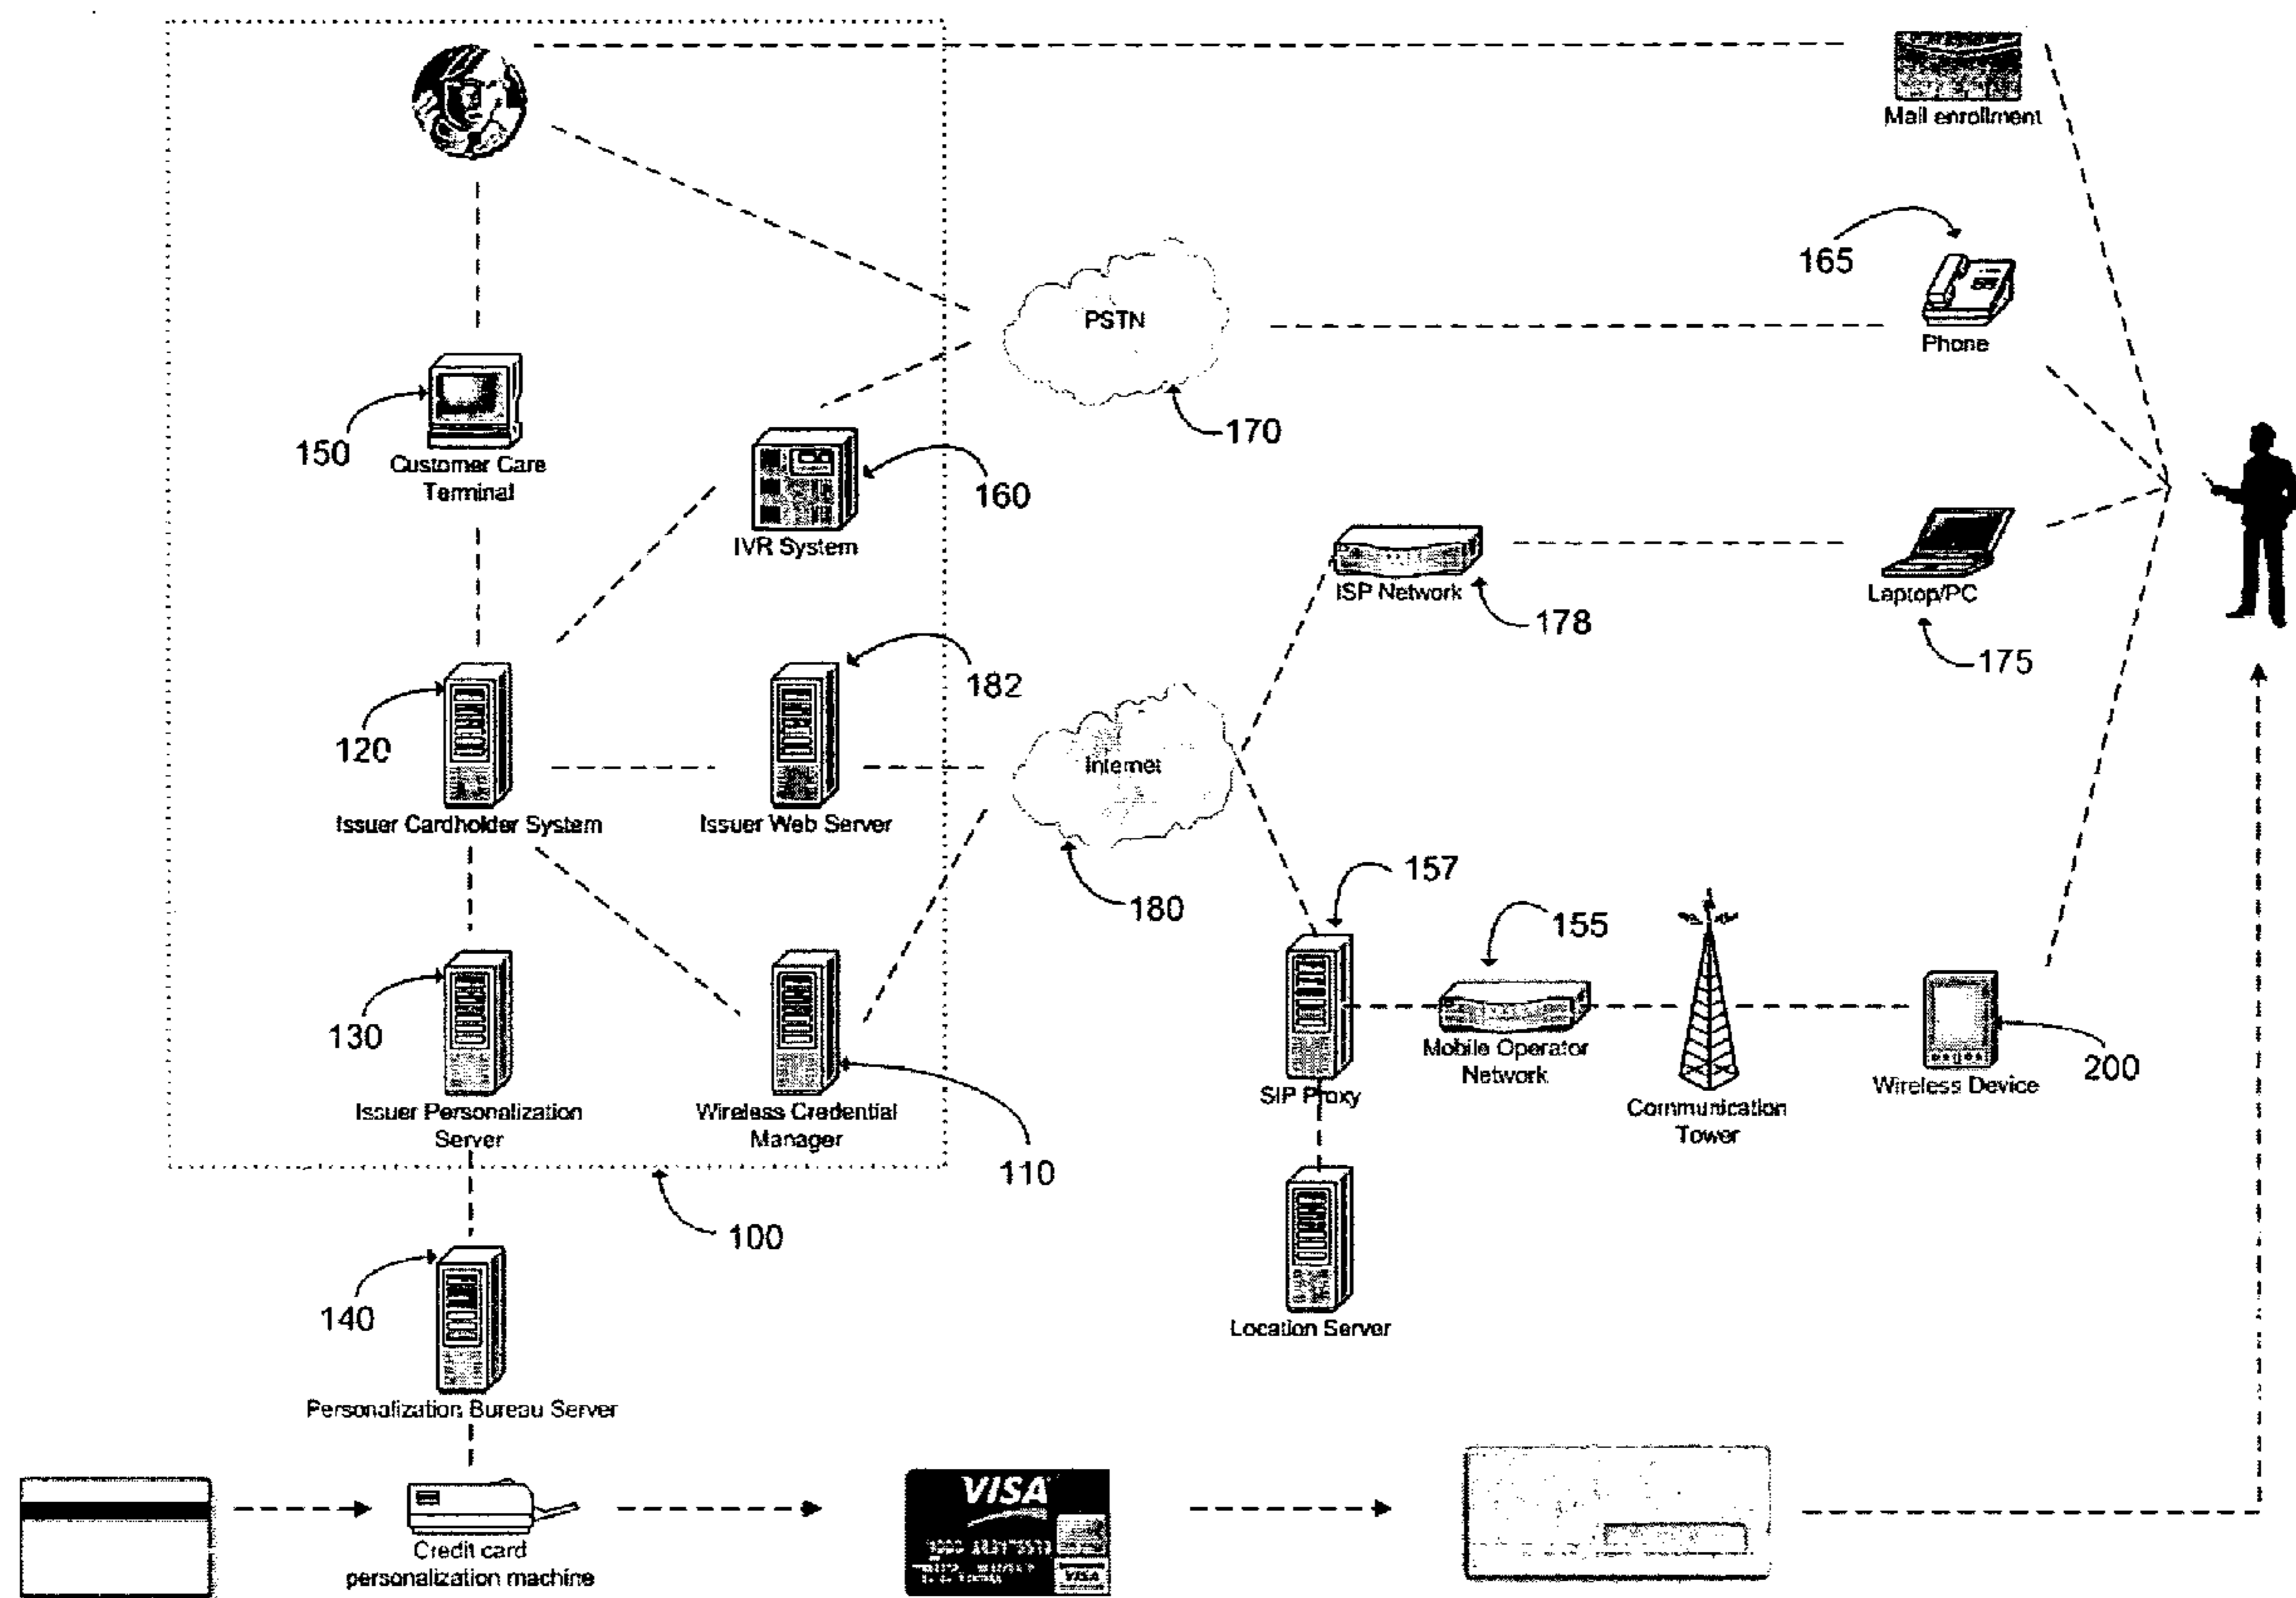 Mail enrollment
165
PSTN
Phone
170
150
Customer Care
Terminal
160
IVR System
ISP Network
178
Laptop/PC
175
182
120
Internet
Issuer Cardholder System
Issuer Web Server
180
157
155
130
Mobile Operator
Network
200
SIP Proxy
Wireless Device
Communication
Tower
Issuer Personalization
Server
Wireless Credential
Manager
110
100
140
Location Server
Personalization Bureau Server
VISA
VISA
Credit card
personalization machine